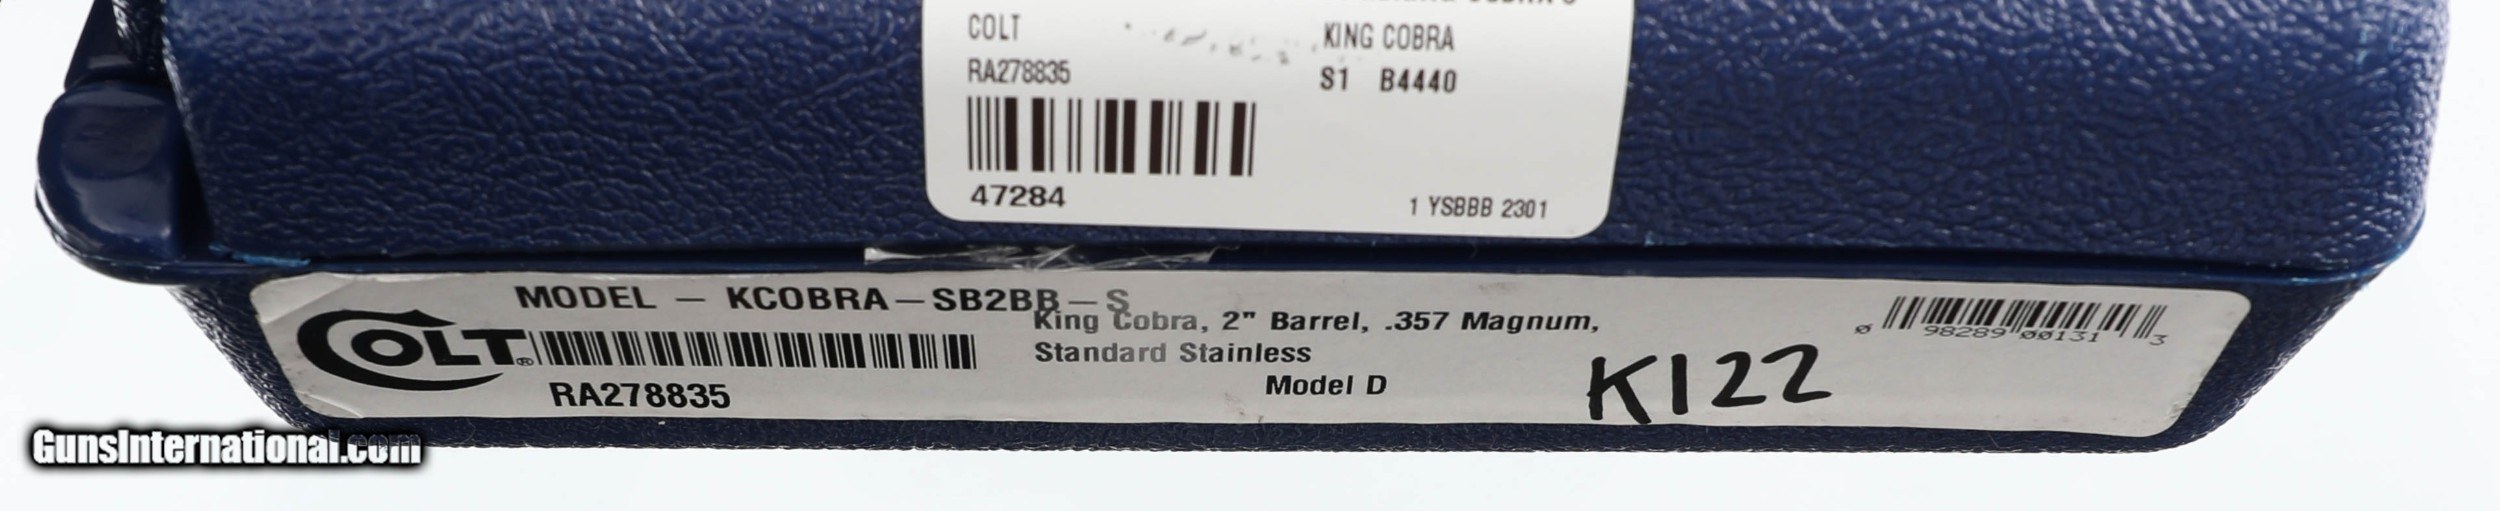 COLT
KING COBRA
RA278835
S1 B4440
47284
1 YSBBB 2301
MODEL – KCOBRA–SB2BB–S
COLT®
King Cobra, 2" Barrel, .357 Magnum,
Standard Stainless
RA278835
Model D
K122
0 98289 00131 3
GunsInternational.com